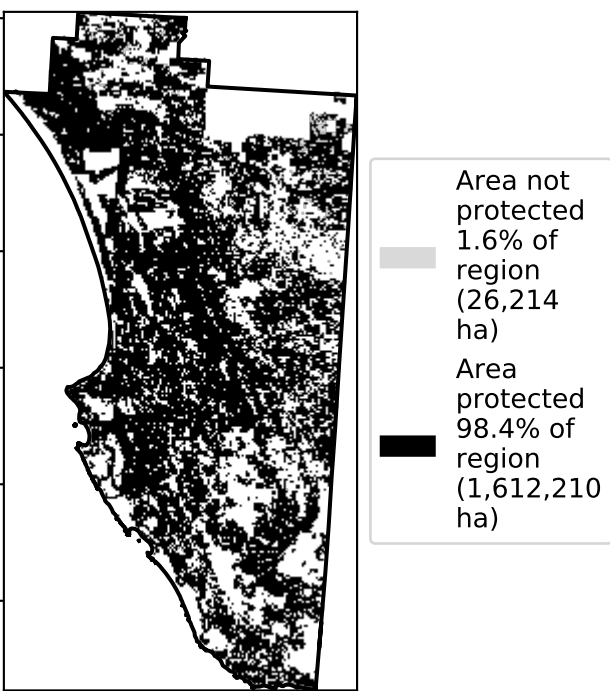 Area not
protected
1.6% of
region
(26,214
ha)
Area
protected
98.4% of
region
(1,612,210
ha)